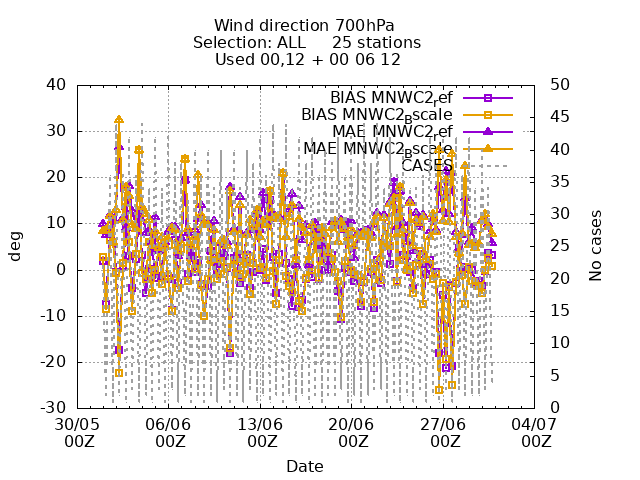 Wind direction 700hPa
Selection: ALL 25 stations
Used 00,12 + 00 06 12
40 50
BIAS MNWC2_ref
45
BIAS MNWC2_Bscale
30
MAE MNWC2_ref
40
MAE MNWC2_Bscale
CASES
35
20
30
10
25
deg No cases
0
20
-10
15
10
-20
5
-30 0
30/05 06/06 13/06 20/06 27/06 04/07
00Z 00Z 00Z 00Z 00Z 00Z
Date